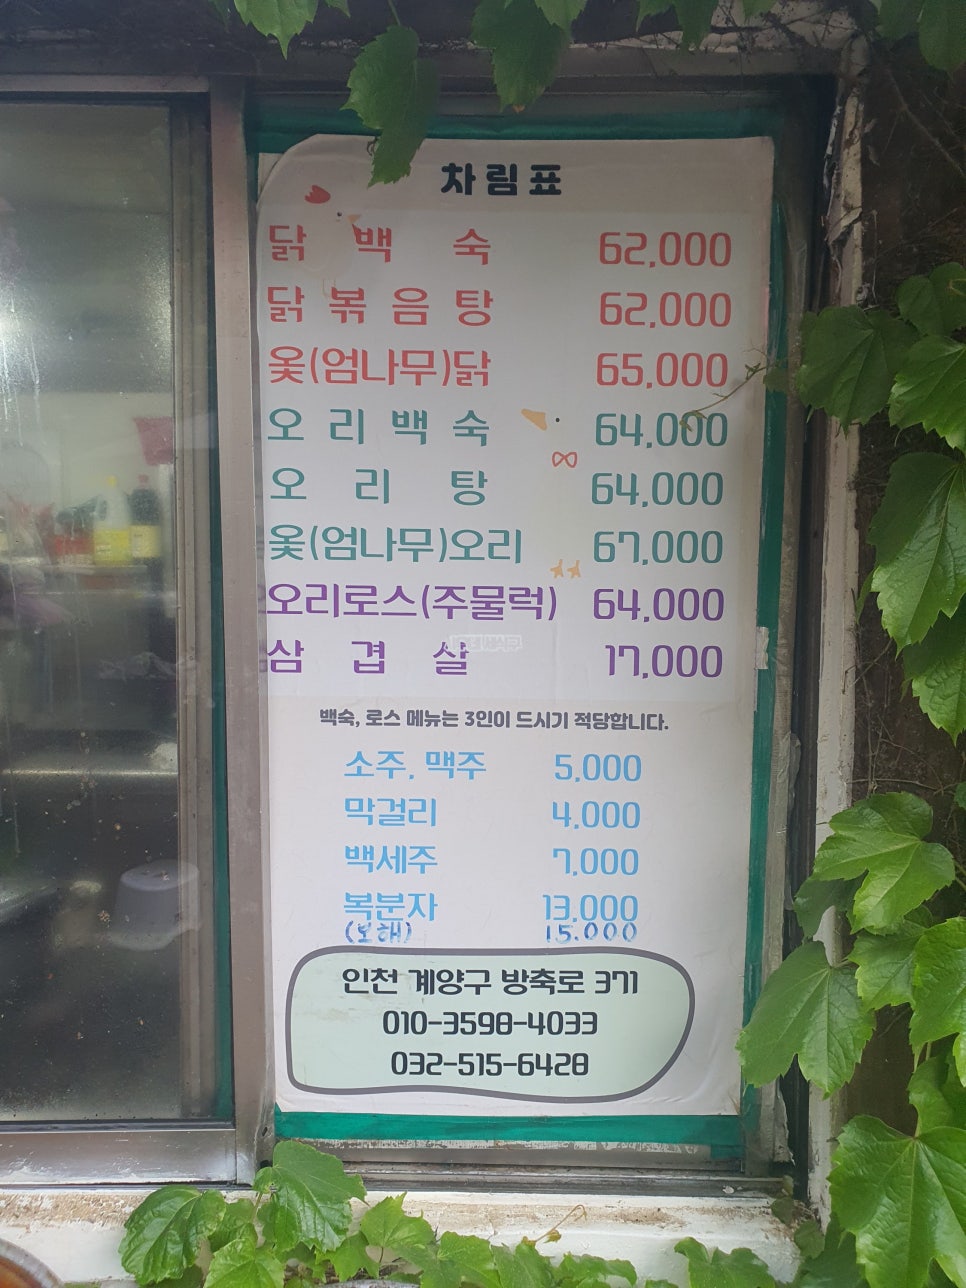 차림표
닭 백 숙 62,000
닭 볶 음 탕 62,000
옻(엄나무)닭 65,000
오 리 백 숙 64,000
오 리 탕 64,000
옻(엄나무)오리 67,000
오리로스(주물럭) 64,000
삼 겹 살 17,000
백숙, 로스 메뉴는 3인이 드시기 적당합니다.
소주, 맥주 5,000
막걸리 4,000
백세주 7,000
복분자 13,000
(보해) 15,000
인천 계양구 방축로 371
010-3598-4033
032-515-6428